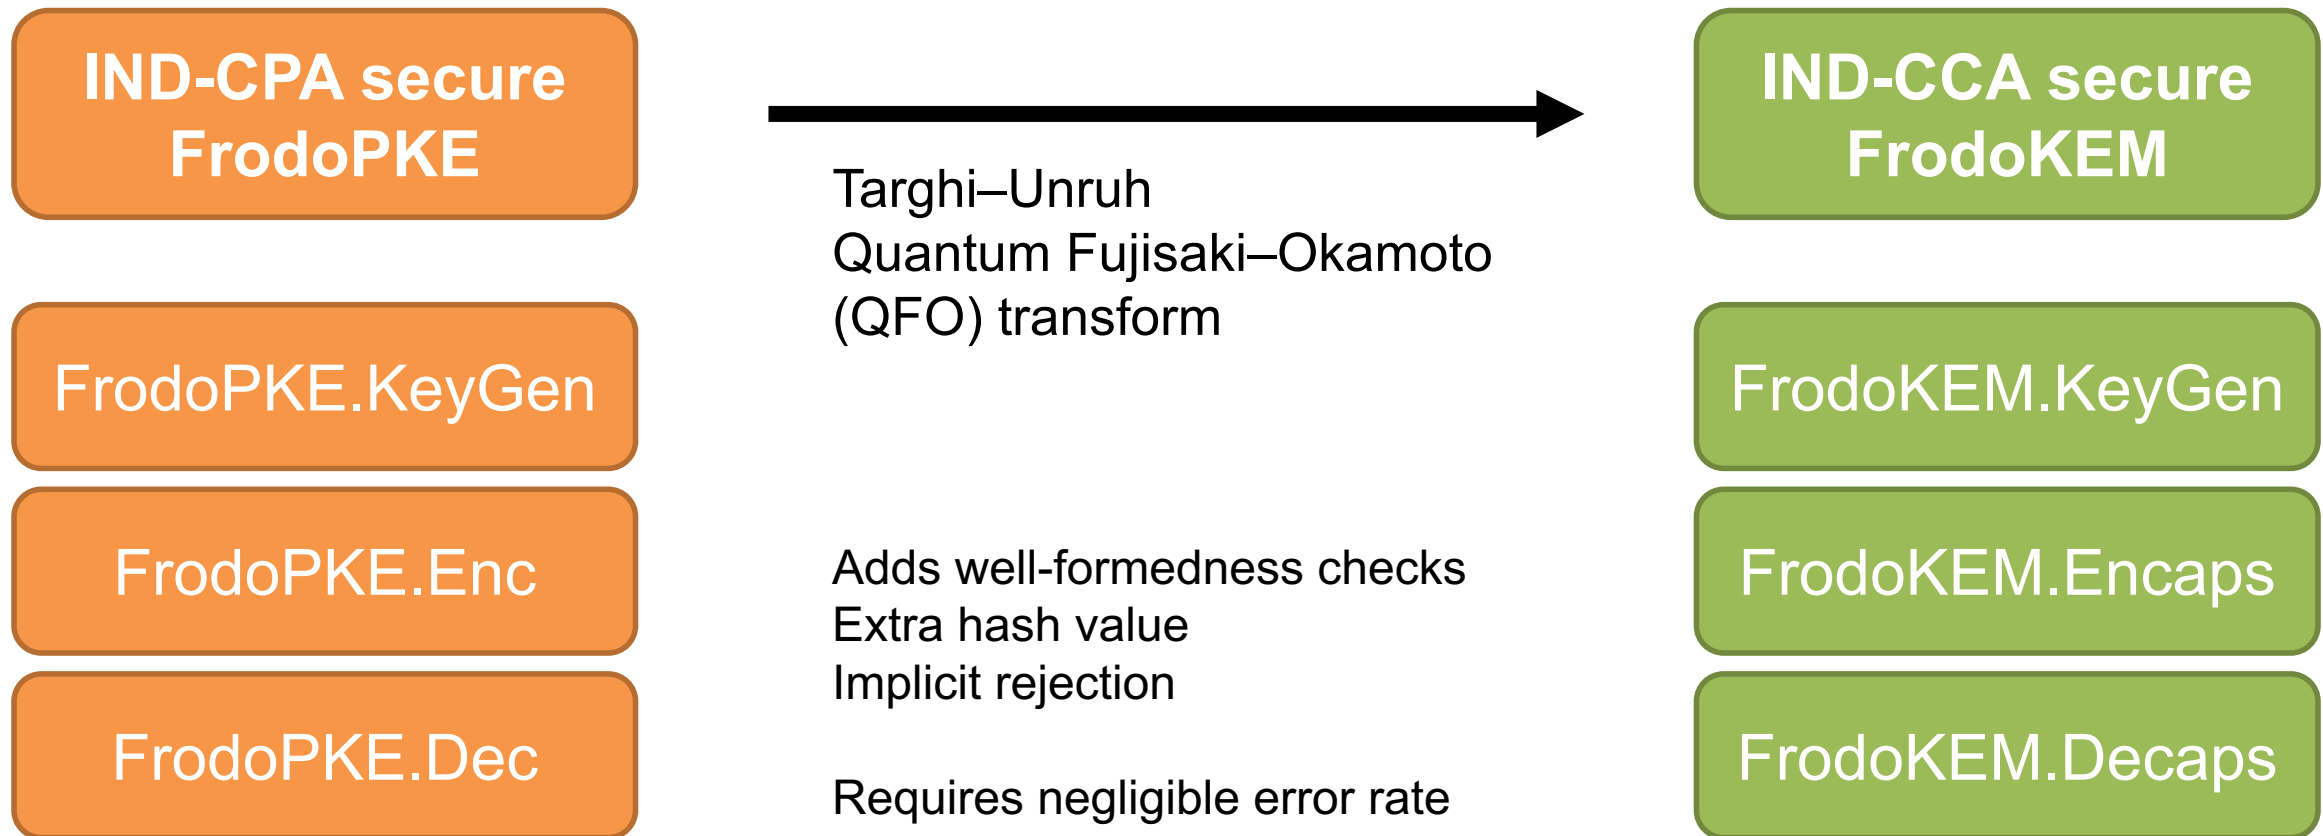 IND-CPA secure
FrodoPKE
Targhi–Unruh
Quantum Fujisaki–Okamoto
(QFO) transform
IND-CCA secure
FrodoKEM
FrodoPKE.KeyGen
FrodoKEM.KeyGen
FrodoPKE.Enc
Adds well-formedness checks
Extra hash value
Implicit rejection
FrodoKEM.Encaps
FrodoPKE.Dec
Requires negligible error rate
FrodoKEM.Decaps